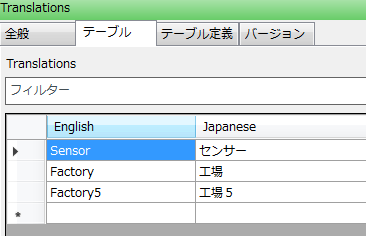 Translations
全般 テーブル テーブル定義 バージョン
Translations
フィルター
English Japanese
Sensor センサー
Factory 工場
Factory5 工場５
*